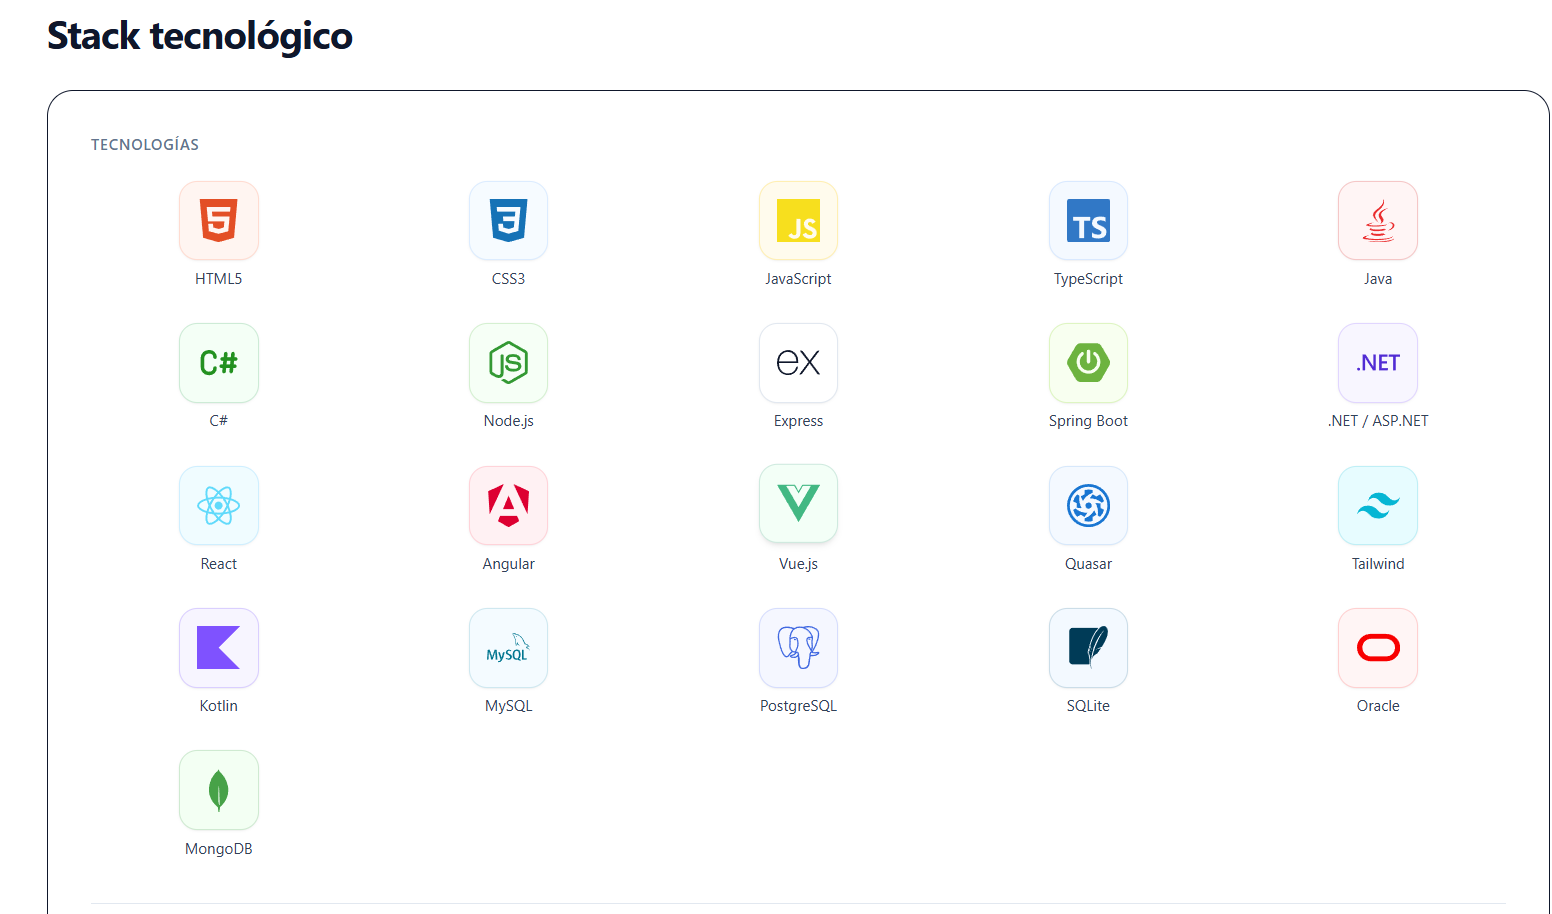 Stack tecnológico
TECNOLOGÍAS
5 3 JS TS
HTML5 CSS3 JavaScript TypeScript Java
C# JS ex .NET
C# Node.js Express Spring Boot .NET / ASP.NET
React Angular Vue.js Quasar Tailwind
MySQL
Kotlin MySQL PostgreSQL SQLite Oracle
MongoDB